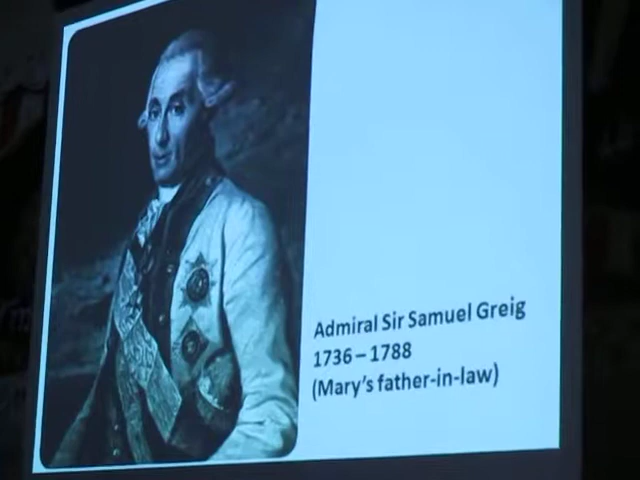 Admiral Sir Samuel Greig
1736 – 1788
(Mary's father-in-law)